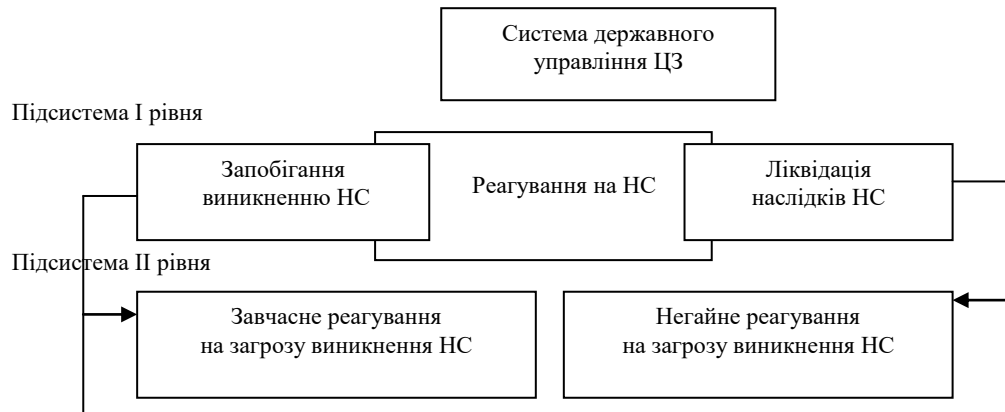 Система державного
управління ЦЗ
Підсистема І рівня
Запобігання
виникненню НС
Реагування на НС
Ліквідація
наслідків НС
Підсистема ІІ рівня
Завчасне реагування
на загрозу виникнення НС
Негайне реагування
на загрозу виникнення НС